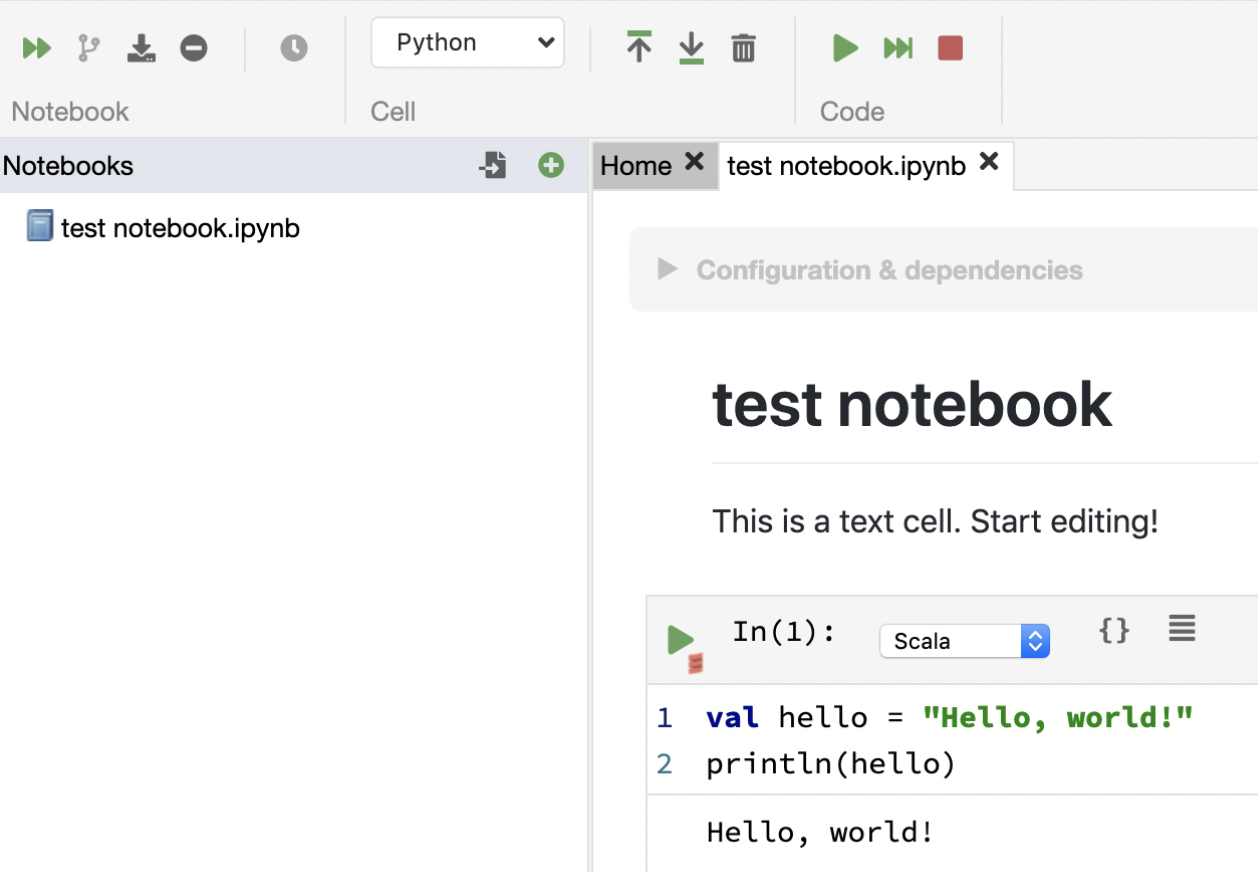 Python
Notebook
Cell
Code
Notebooks
Home
test notebook.ipynb
test notebook.ipynb
Configuration & dependencies
test notebook
This is a text cell. Start editing!
In(1):
Scala
{}
1 val hello = "Hello, world!"
2 println(hello)
Hello, world!